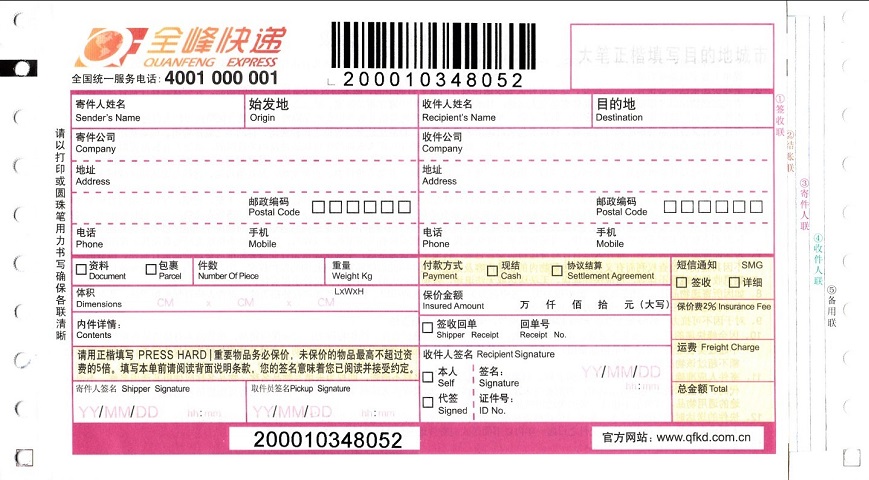 全峰快递
QUANFENG EXPRESS
全国统一服务电话：4001 000 001
200010348052
大笔正楷填写目的地城市
寄件人姓名 始发地 收件人姓名 目的地
Sender's Name Origin Recipient's Name Destination
寄件公司 收件公司
Company Company
地址 地址
Address Address
邮政编码 邮政编码
Postal Code Postal Code
电话 手机 电话 手机
Phone Mobile Phone Mobile
资料 包裹 件数 重量 付款方式 现结 协议结算 短信通知 SMG
Document Parcel Number Of Piece Weight Kg Payment Cash Settlement Agreement 签收 详细
体积 LxWxH 保价金额
Dimensions CM x CM x CM Insured Amount 万 仟 佰 拾 元（大写） 保价费2% Insurance Fee
内件详情： 签收回单 回单号
Contents Shipper Receipt Receipt No.
请用正楷填写 PRESS HARD | 重要物品务必保价，未保价的物品最高不超过资
费的5倍。填写本单前请阅读背面说明条款，您的签名意味着您已阅读并接受约定。
收件人签名 Recipient Signature 运费 Freight Charge
本人 签名： YY/MM/DD
Self Signature hh:mm
寄件人签名 Shipper Signature 取件员签名Pickup Signature 代签 证件号： 总金额 Total
Signed ID No.
YY/MM/DD hh:mm YY/MM/DD hh:mm
200010348052 官方网站：www.qfkd.com.cn
请以打印或圆珠笔用力书写确保各联清晰
①签收联
②结账联
③寄件人联
④收件人联
⑤备用联